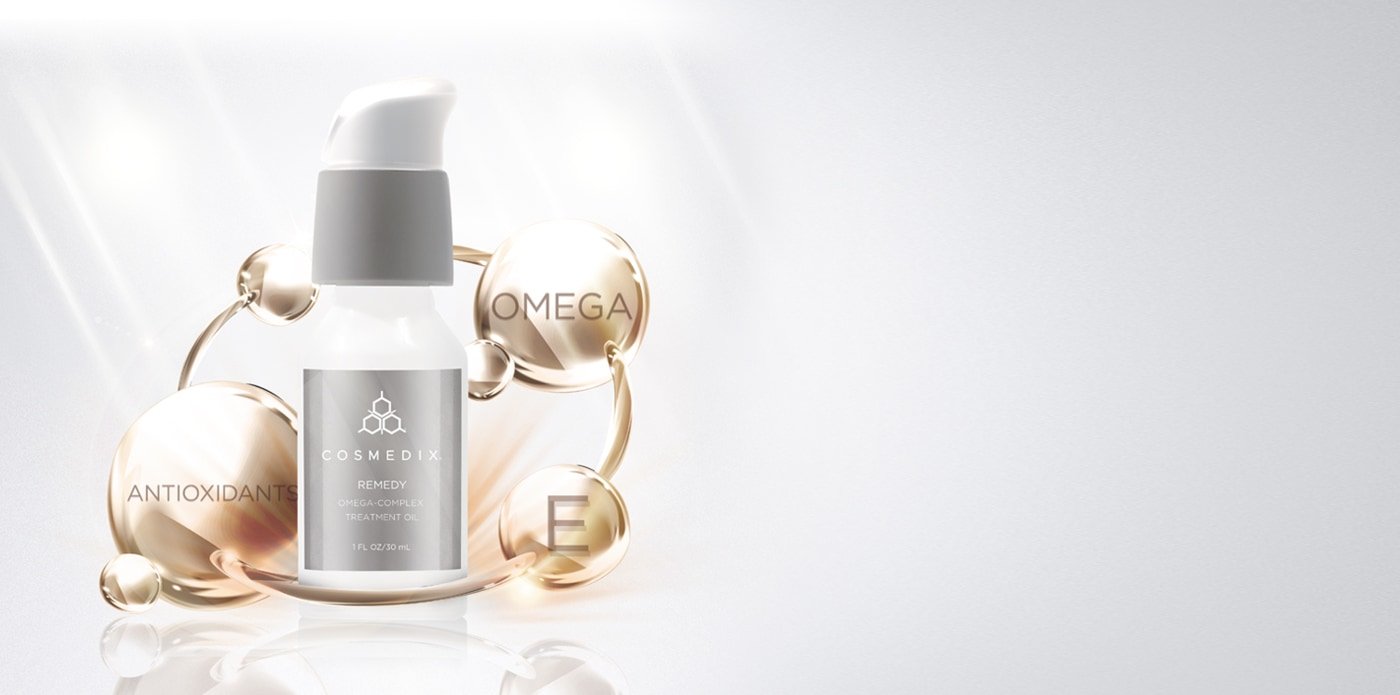 OMEGA
ANTIOXIDANTS
E
COSMEDIX
REMEDY
OMEGA-COMPLEX
TREATMENT OIL
1 FL OZ/30 mL